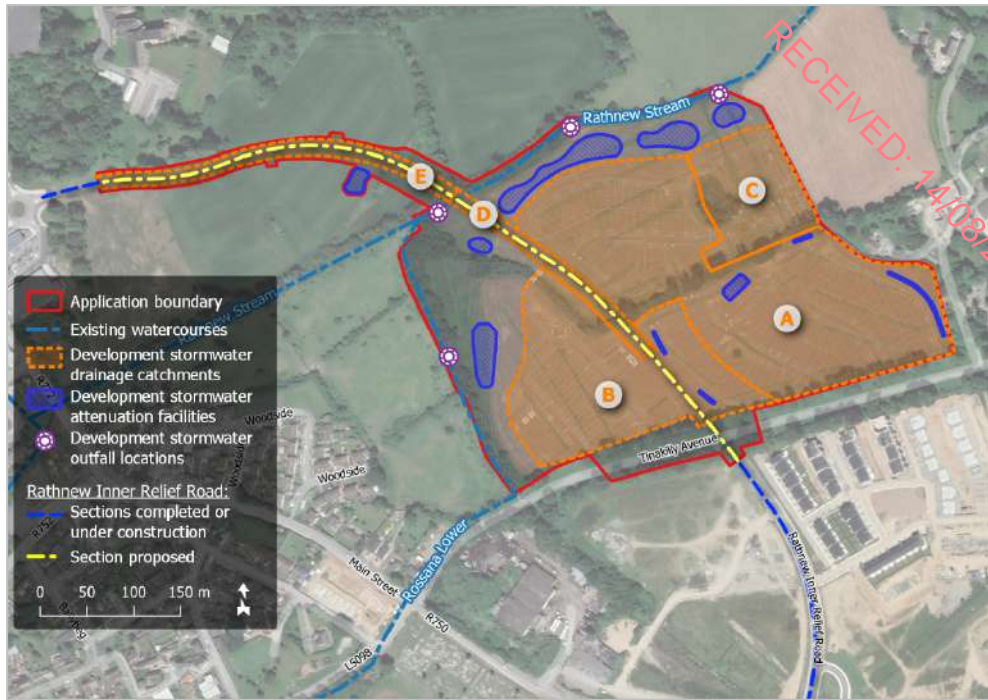 RECEIVED: 14/08/2
Rathnew Stream
E
D
C
A
B
Rathnew Stream
Application boundary
Existing watercourses
Development stormwater
drainage catchments
Development stormwater
attenuation facilities
Development stormwater
outfall locations
Rathnew Inner Relief Road:
Sections completed or
under construction
Section proposed
0 50 100 150 m
Woodside
Woodside
Tinakilly Avenue
R752
Main Street
R750
Rossana Lower
L5098
Rathnew Inner Relief Road